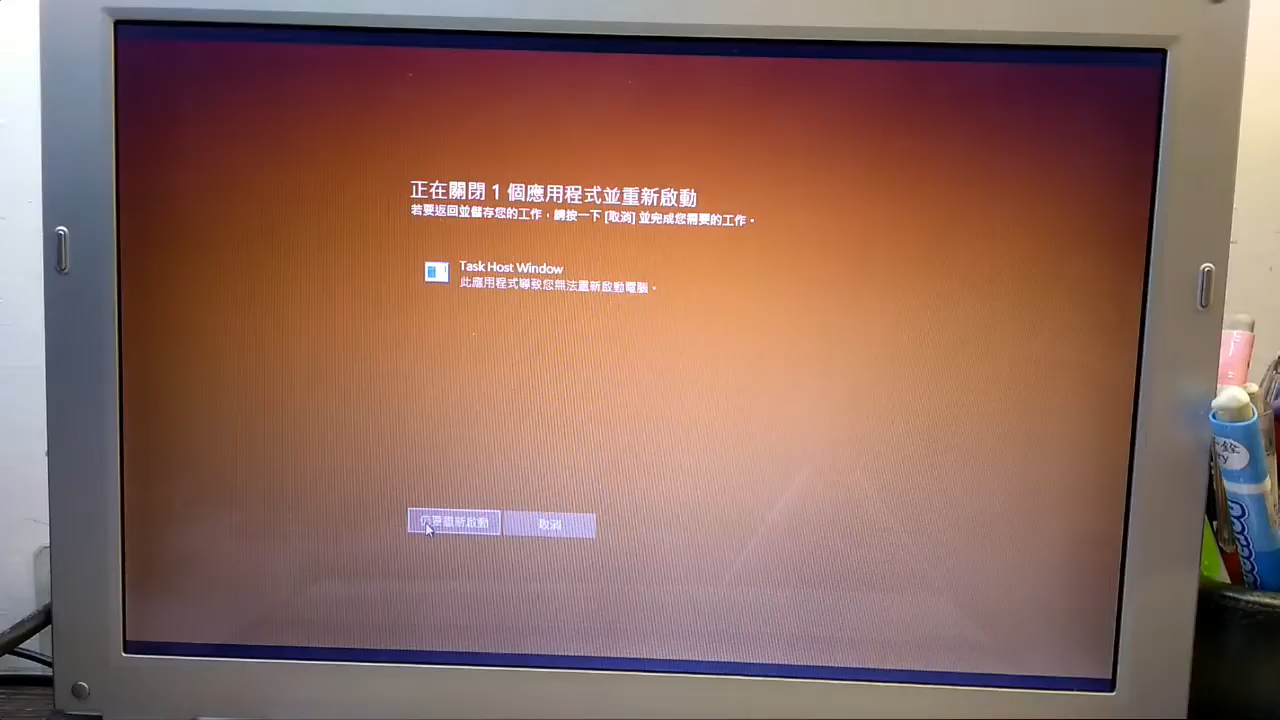 正在關閉 1 個應用程式並重新啟動
若要返回並儲存您的工作，請按一下 [取消] 並完成您需要的工作。
Task Host Window
此應用程式導致您無法重新啟動電腦。
仍要重新啟動
取消